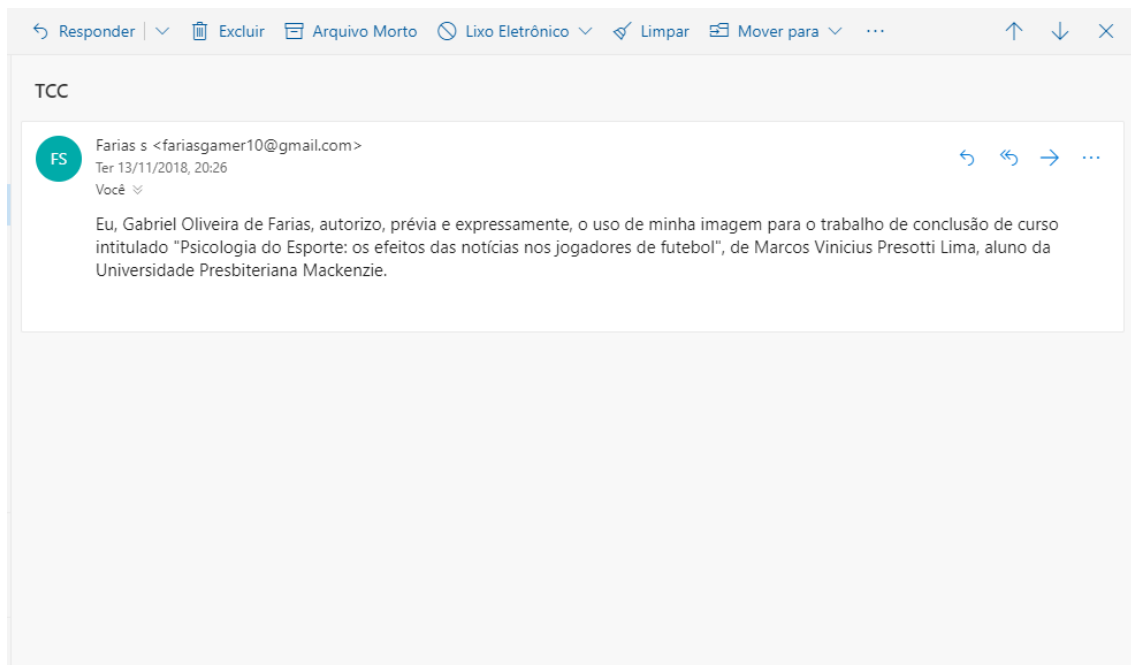 Responder Excluir Arquivo Morto Lixo Eletrônico Limpar Mover para ...
TCC
FS
Farias s <fariasgamer10@gmail.com>
Ter 13/11/2018, 20:26
Você
Eu, Gabriel Oliveira de Farias, autorizo, prévia e expressamente, o uso de minha imagem para o trabalho de conclusão de curso
intitulado "Psicologia do Esporte: os efeitos das notícias nos jogadores de futebol", de Marcos Vinicius Presotti Lima, aluno da
Universidade Presbiteriana Mackenzie.